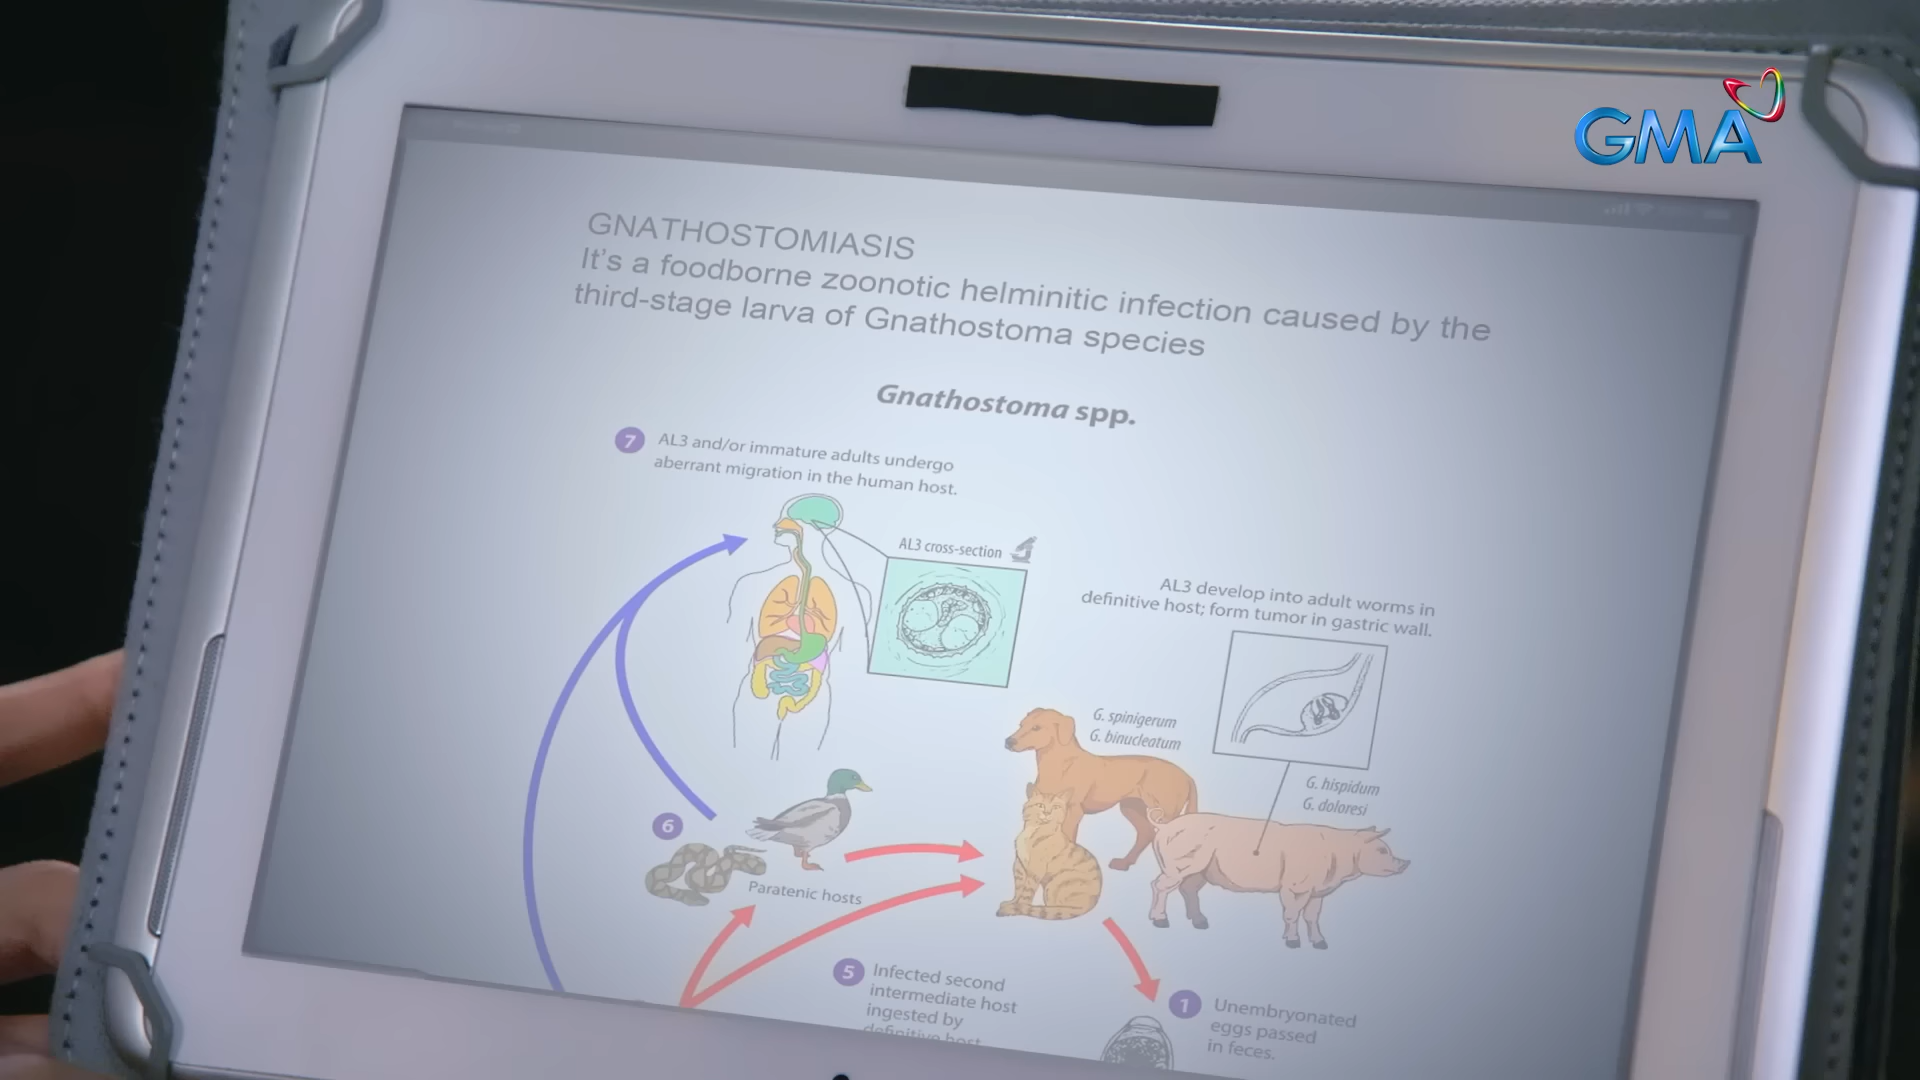 GMA
GNATHOSTOMIASIS
It's a foodborne zoonotic helminitic infection caused by the
third-stage larva of Gnathostoma species
Gnathostoma spp.
7 AL3 and/or immature adults undergo
aberrant migration in the human host.
AL3 cross-section
AL3 develop into adult worms in
definitive host; form tumor in gastric wall.
G. spinigerum
G. binucleatum
G. hispidum
G. doloresi
6
Paratenic hosts
5 Infected second
intermediate host
ingested by
definitive host
1 Unembryonated
eggs passed
in feces.